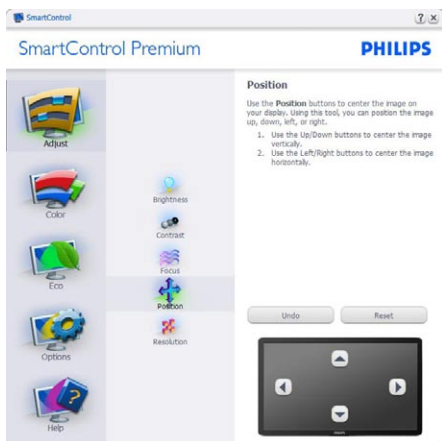 SmartControl
SmartControl Premium
PHILIPS
Adjust
Color
Eco
Options
Help
Brightness
Contrast
Focus
Position
Resolution
Position
Use the Position buttons to center the image on
your display. Using this tool, you can position the image
up, down, left, or right.
1. Use the Up/Down buttons to center the image
vertically.
2. Use the Left/Right buttons to center the image
horizontally.
Undo
Reset
PHILIPS